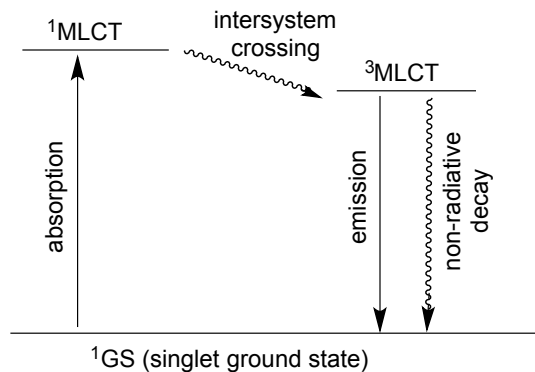 intersystem
crossing
¹MLCT
³MLCT
absorption
emission
non-radiative
decay
¹GS (singlet ground state)